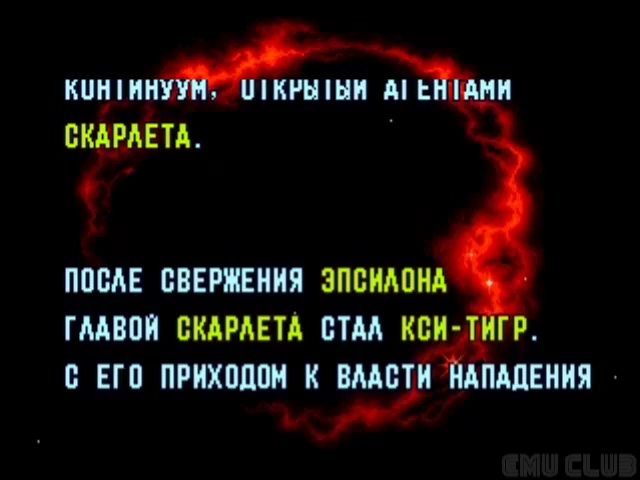 КОНТИНУУМ, ОТКРЫТЫЙ АГЕНТАМИ
СКАРЛЕТА.
ПОСЛЕ СВЕРЖЕНИЯ ЭПСИЛОНА
ГЛАВОЙ СКАРЛЕТА СТАЛ КСИ-ТИГР.
С ЕГО ПРИХОДОМ К ВЛАСТИ НАПАДЕНИЯ
EMU CLUB